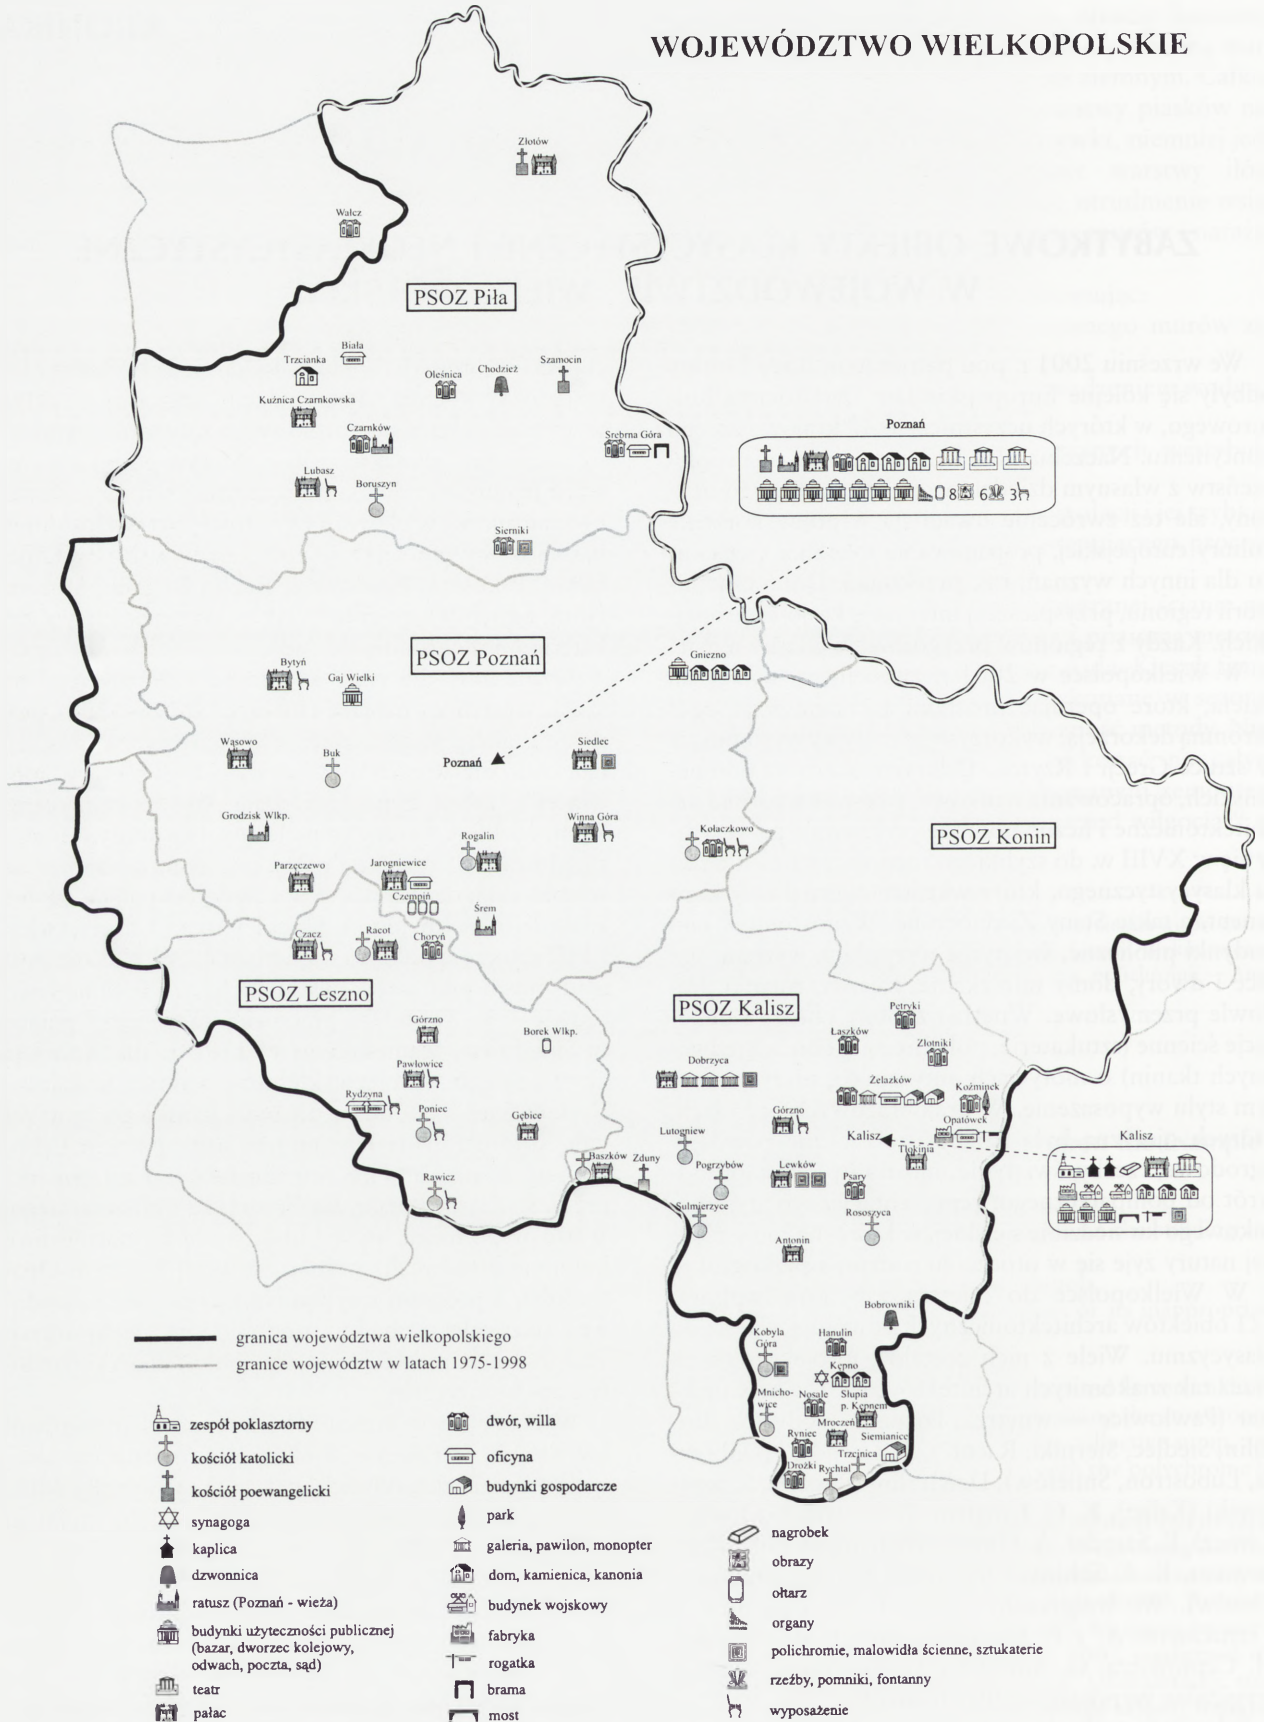 WOJEWÓDZTWO WIELKOPOLSKIE
Złotów
Wałcz
PSOZ Piła
Biała
Trzcianka
Oleśnica
Chodzież
Szamocin
Kuźnica Czarnkowska
Czarnków
Srebrna Góra
Lubasz
Boruszyn
Poznań
8 6 3
Sierniki
PSOZ Poznań
Gniezno
Bytyń
Gaj Wielki
Wąsowo
Buk
Poznań
Siedlec
Grodzisk Wlkp.
Winna Góra
Kołaczkowo
PSOZ Konin
Rogalin
Parzęczewo
Jarogniewice
Czempiń
Śrem
Czacz
Racot
Choryń
PSOZ Leszno
PSOZ Kalisz
Petryki
Górzno
Borek Wlkp.
Łaszków
Złotniki
Pawłowice
Dobrzyca
Żelazków
Koźminek
Rydzyna
Poniec
Gębice
Górzno
Opatówek
Lutogniew
Kalisz
Kalisz
Tłokinia
Baszków
Zduny
Pogrzybów
Lewków
Psary
Rawicz
Sulmierzyce
Rososzyca
Antonin
Bobrowniki
Kobyla
Góra
Hanulin
Kępno
Mnicho-
wice
Nosale
Słupia
p. Kępnem
Mroczeń
Ryniec
Siemianice
Trzcinica
Drożki
Rychtal
granica województwa wielkopolskiego
granice województw w latach 1975-1998
zespół poklasztorny
kościół katolicki
kościół poewangelicki
synagoga
kaplica
dzwonnica
ratusz (Poznań - wieża)
budynki użyteczności publicznej
(bazar, dworzec kolejowy,
odwach, poczta, sąd)
teatr
pałac
dwór, willa
oficyna
budynki gospodarcze
park
galeria, pawilon, monopter
dom, kamienica, kanonia
budynek wojskowy
fabryka
rogatka
brama
most
nagrobek
obrazy
ołtarz
organy
polichromie, malowidła ścienne, sztukaterie
rzeźby, pomniki, fontanny
wyposażenie